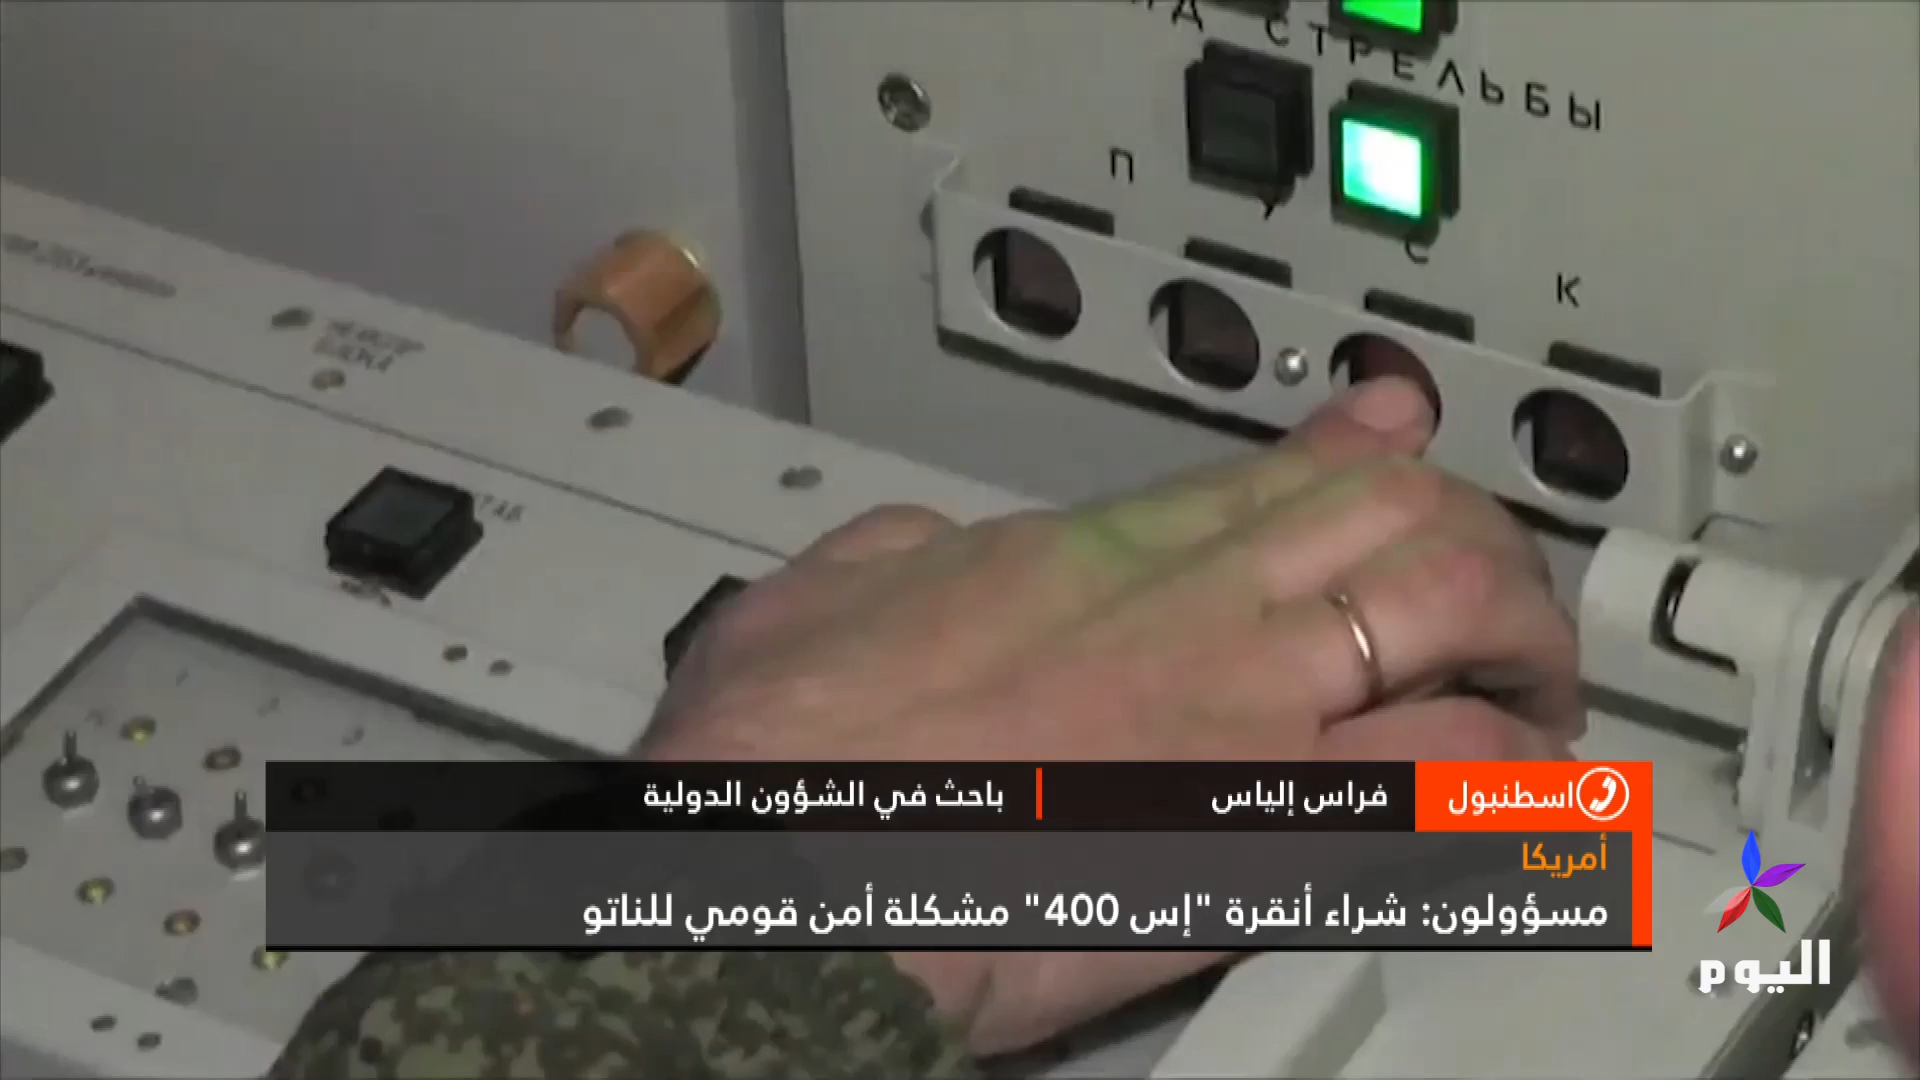 СТРЕЛЬБЫ
П
У
С
К
اسطنبول
فراس إلياس
باحث في الشؤون الدولية
أمريكا
مسؤولون: شراء أنقرة "إس 400" مشكلة أمن قومي للناتو
اليوم